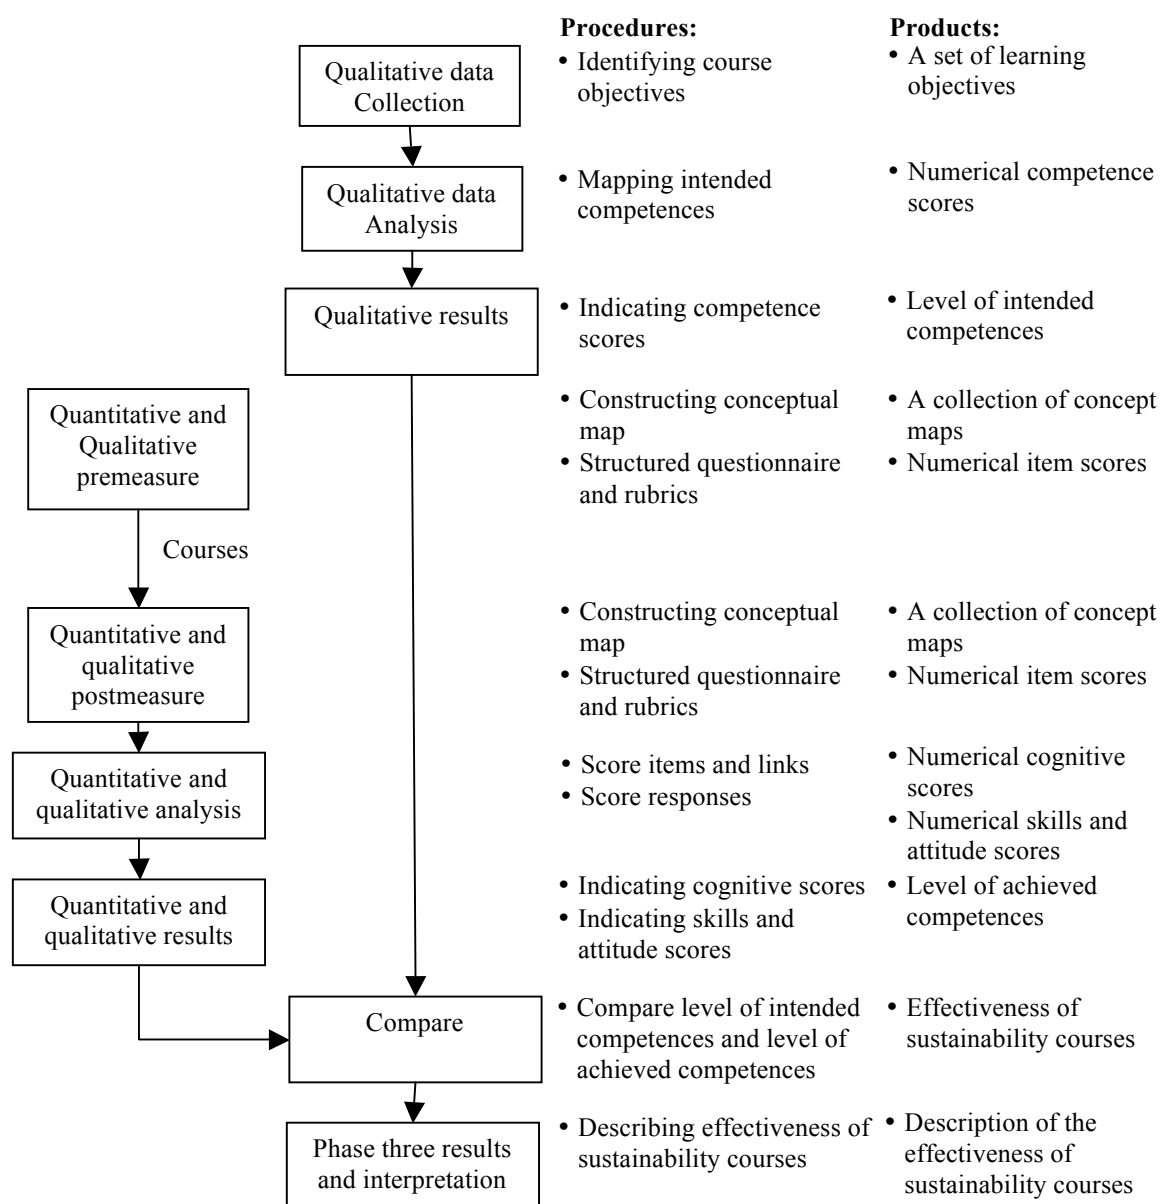 Procedures:
Products:
Qualitative data
Collection
• Identifying course
objectives
• A set of learning
objectives
Qualitative data
Analysis
• Mapping intended
competences
• Numerical competence
scores
Qualitative results
• Indicating competence
scores
• Level of intended
competences
Quantitative and
Qualitative
premeasure
• Constructing conceptual
map
• Structured questionnaire
and rubrics
• A collection of concept
maps
• Numerical item scores
Courses
Quantitative and
qualitative
postmeasure
• Constructing conceptual
map
• Structured questionnaire
and rubrics
• A collection of concept
maps
• Numerical item scores
Quantitative and
qualitative analysis
• Score items and links
• Score responses
• Numerical cognitive
scores
• Numerical skills and
attitude scores
Quantitative and
qualitative results
• Indicating cognitive scores
• Indicating skills and
attitude scores
• Level of achieved
competences
Compare
• Compare level of intended
competences and level of
achieved competences
• Effectiveness of
sustainability courses
Phase three results
and interpretation
• Describing effectiveness of
sustainability courses
• Description of the
effectiveness of
sustainability courses